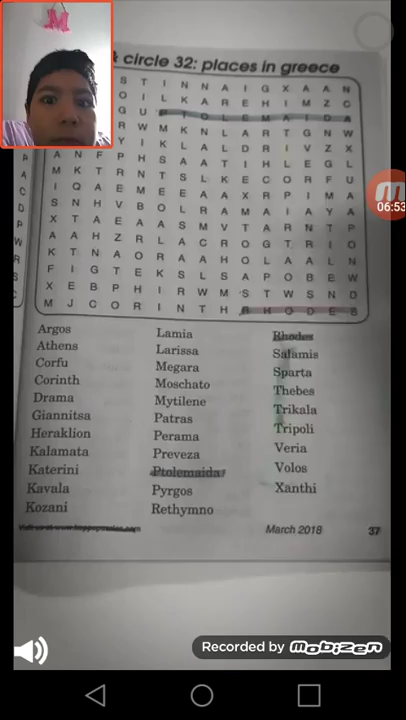 M
t circle 32: places in greece
S T I N N A I G X A A N
O I L K A R E H I M Z C
G U P T O L E M A I D A
R W M K N L A R T G N W
Y I K L A L D R I V Z X
A N F P H S A A T I H L E G L
M K T R N T S L K E C O R F U
I Q A E M E E A A X R P I M A
S N H V B O L R A M A I A Y A
X T A E A A S M V T A R N T P
A A H Z R L A C R O G T R I O
K T N A O R A A H O L A A L N
F I G T E K S L S A P O B E W
X E B P H I R W M S T W S N D
M J C O R I N T H R H O D E S
Argos
Athens
Corfu
Corinth
Drama
Giannitsa
Heraklion
Kalamata
Katerini
Kavala
Kozani
Lamia
Larissa
Megara
Moschato
Mytilene
Patras
Perama
Preveza
Ptolemaida
Pyrgos
Rethymno
Rhodes
Salamis
Sparta
Thebes
Trikala
Tripoli
Veria
Volos
Xanthi
March 2018 37
06:53
Recorded by Mobizen